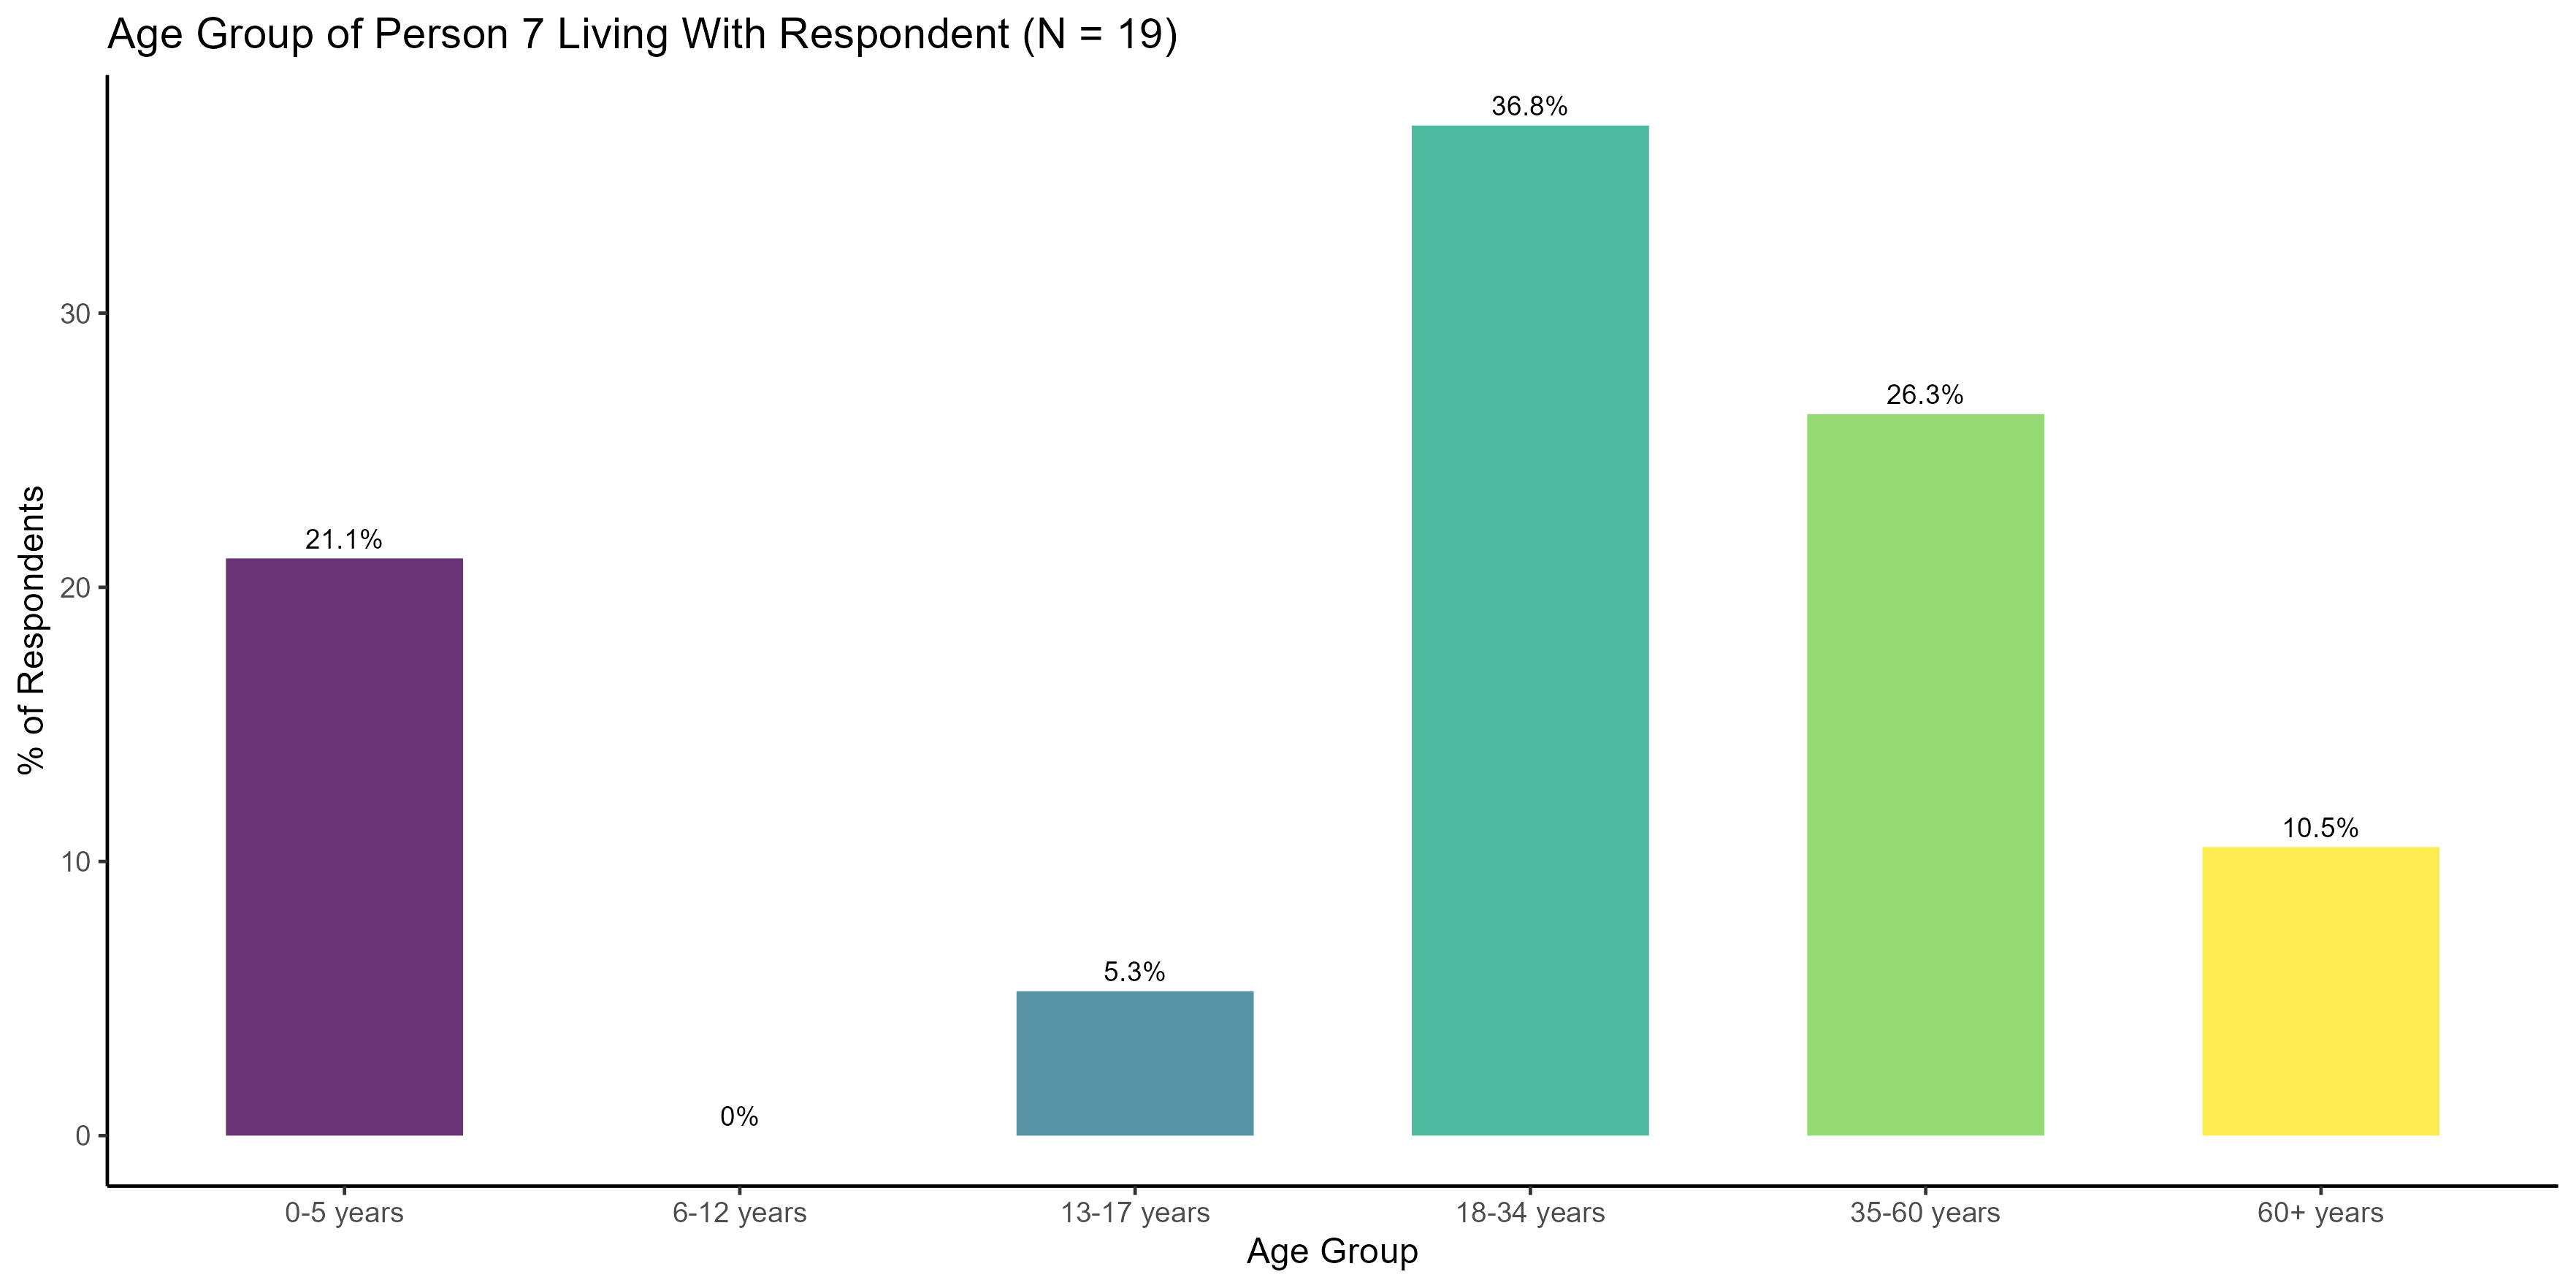 Age Group of Person 7 Living With Respondent (N = 19)
36.8%
30
26.3%
21.1%
20
% of Respondents
10.5%
10
5.3%
0%
0
0-5 years
6-12 years
13-17 years
18-34 years
35-60 years
60+ years
Age Group